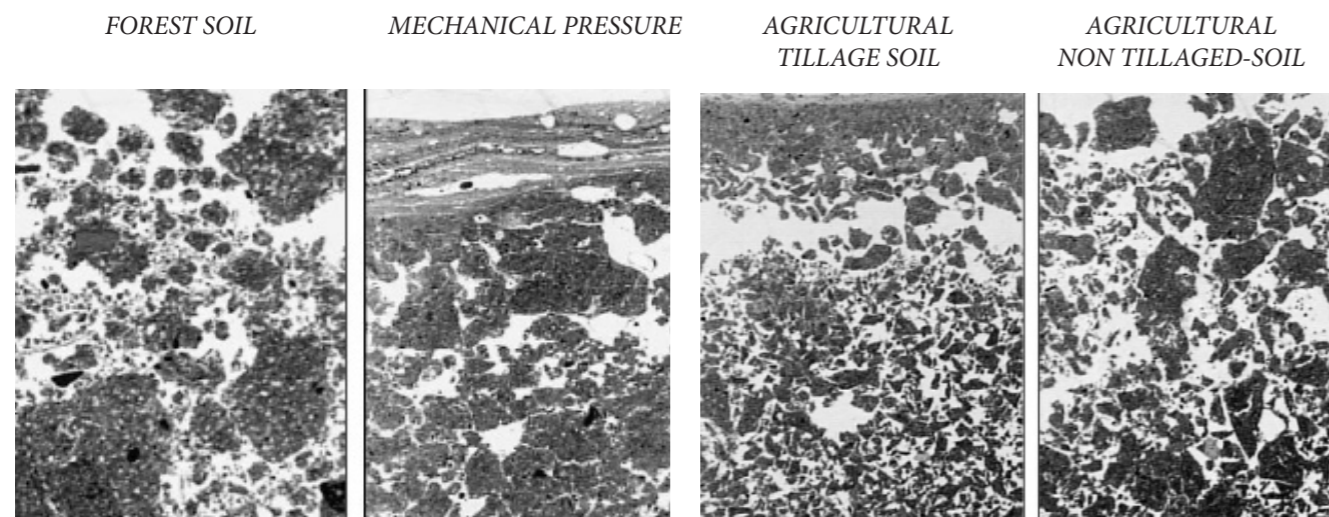 FOREST SOIL
MECHANICAL PRESSURE
AGRICULTURAL
TILLAGE SOIL
AGRICULTURAL
NON TILLAGED-SOIL